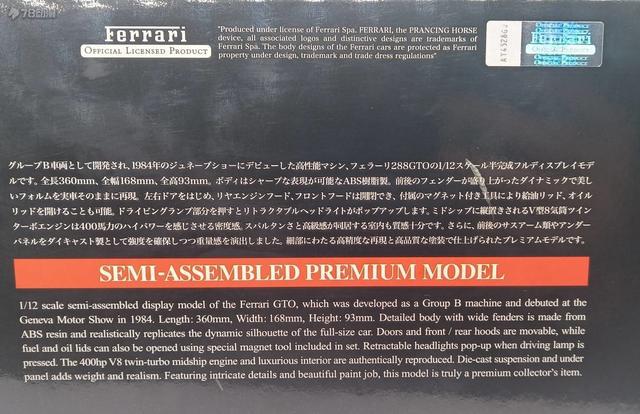 78动漫
Ferrari
OFFICIAL LICENSED PRODUCT
"Produced under license of Ferrari Spa. FERRARI, the PRANCING HORSE
device, all associated logos and distinctive designs are trademarks of
Ferrari Spa. The body designs of the Ferrari cars are protected as Ferrari
property under design, trademark and trade dress regulations"
Ferrari
グループB車両として開発され、1984年のジュネーブショーにデビューした高性能マシン、フェラーリ288GTOの1/12スケール半完成フルディスプレイモデ
ルです。全長360mm、全幅168mm、全高93mm。ボディはシャープな表現が可能なABS樹脂製。前後のフェンダーが盛り上がったダイナミックで美し
いフォルムを実車そのままに再現。左右ドアをはじめ、リヤエンジンフード、フロントフードは開閉でき、付属のマグネット付き工具により給油リッド、オイル
リッドを開けることも可能。ドライビングランプ部分を押すとリトラクタブルヘッドライトがポップアップします。ミドシップに縦置きされるV型8気筒ツイン
ターボエンジンは400馬力のハイパワーを感じさせる密度感。スパルタンさと高級感が同居する室内も質感十分です。さらに、前後のサスアーム類やアンダー
パネルをダイキャスト製として強度を確保しつつ重量感を演出しました。細部にわたる高精度な再現と高品質な塗装で仕上げられたプレミアムモデルです。
SEMI-ASSEMBLED PREMIUM MODEL
1/12 scale semi-assembled display model of the Ferrari GTO, which was developed as a Group B machine and debuted at the
Geneva Motor Show in 1984. Length: 360mm, Width: 168mm, Height: 93mm. Detailed body with wide fenders is made from
ABS resin and realistically replicates the dynamic silhouette of the full-size car. Doors and front / rear hoods are movable, while
fuel and oil lids can also be opened using special magnet tool included in set. Retractable headlights pop-up when driving lamp is
pressed. The 400hp V8 twin-turbo midship engine and luxurious interior are authentically reproduced. Die-cast suspension and under
panel adds weight and realism. Featuring intricate details and beautiful paint job, this model is truly a premium collector's item.